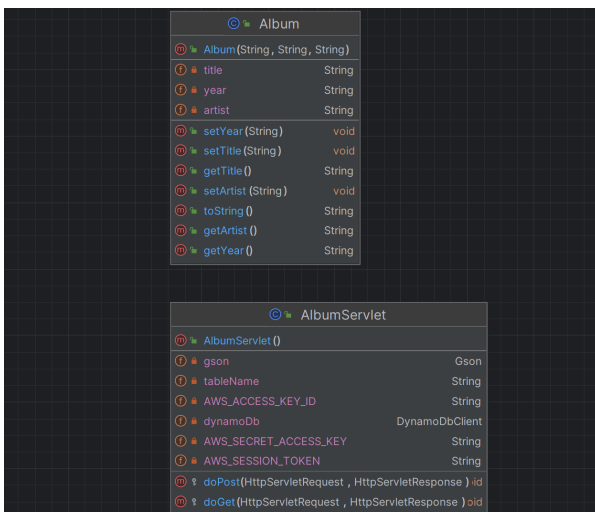 Album
Album(String, String, String)
title String
year String
artist String
setYear(String) void
setTitle(String) void
getTitle() String
setArtist(String) void
toString() String
getArtist() String
getYear() String
AlbumServlet
AlbumServlet()
gson Gson
tableName String
AWS_ACCESS_KEY_ID String
dynamoDb DynamoDbClient
AWS_SECRET_ACCESS_KEY String
AWS_SESSION_TOKEN String
doPost(HttpServletRequest, HttpServletResponse) id
doGet(HttpServletRequest, HttpServletResponse) oid